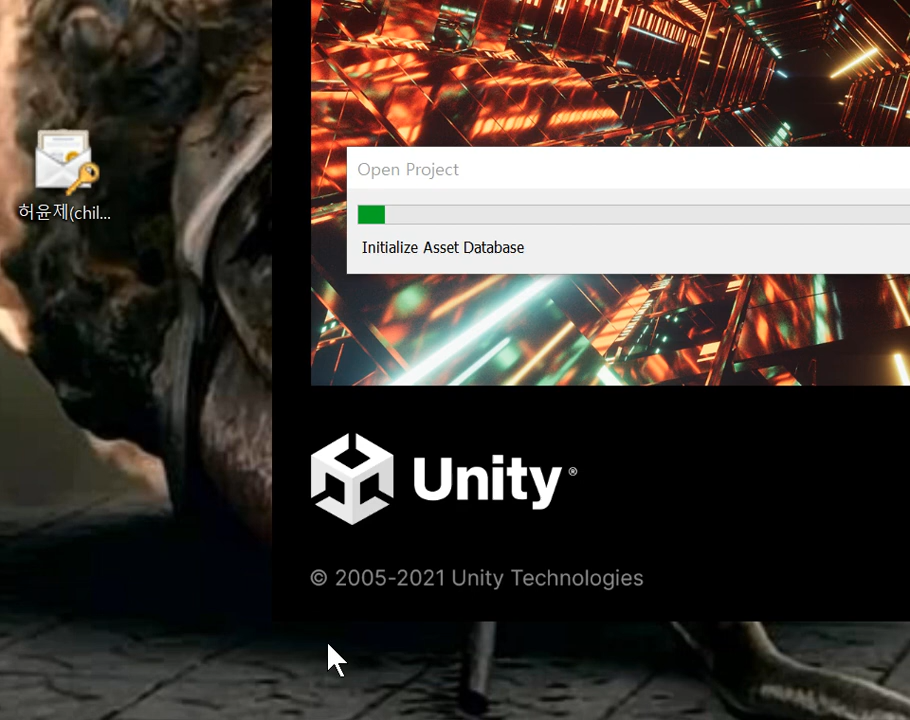 Open Project
Initialize Asset Database
허윤제(chil...
Unity®
© 2005-2021 Unity Technologies